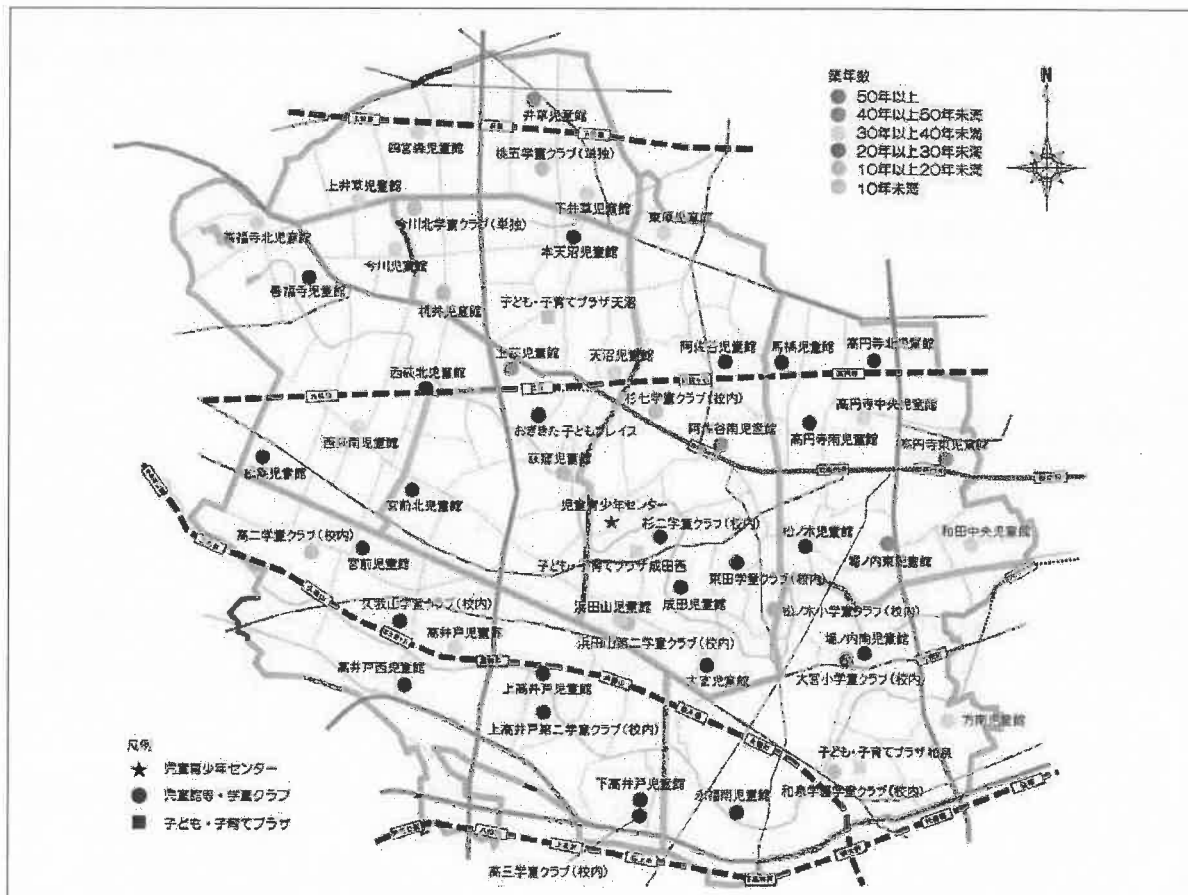 築年数
50年以上
40年以上50年未満
30年以上40年未満
20年以上30年未満
10年以上20年未満
10年未満
N
井草児童館
四宮森児童館
桃五学童クラブ(単独)
上井草児童館
下井草児童館
東原児童館
今川北学童クラブ(単独)
善福寺北児童館
本天沼児童館
今川児童館
善福寺児童館
桃井児童館
子ども・子育てプラザ天沼
上荻児童館
天沼児童館
阿佐谷児童館
馬橋児童館
高円寺北児童館
西荻北児童館
杉七学童クラブ(校内)
高円寺中央児童館
おぎきた子どもプレイス
阿佐谷南児童館
高円寺南児童館
高円寺東児童館
西荻南児童館
荻窪児童館
松庵児童館
宮前北児童館
児童青少年センター
杉二学童クラブ(校内)
松ノ木児童館
和田中央児童館
高二学童クラブ(校内)
宮前児童館
子ども・子育てプラザ成田西
東田学童クラブ(校内)
堀ノ内東児童館
久我山学童クラブ(校内)
浜田山児童館
成田児童館
松ノ木小学童クラブ(校内)
高井戸児童館
浜田山第二学童クラブ(校内)
堀ノ内南児童館
高井戸西児童館
上高井戸児童館
大宮児童館
大宮小学童クラブ(校内)
上高井戸第二学童クラブ(校内)
方南児童館
子ども・子育てプラザ和泉
凡例
児童青少年センター
児童館等・学童クラブ
子ども・子育てプラザ
下高井戸児童館
永福南児童館
和泉学園学童クラブ(校内)
高三学童クラブ(校内)